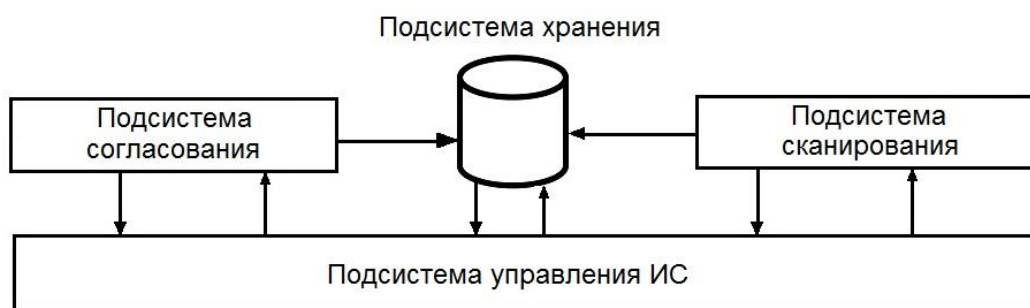 Подсистема хранения
Подсистема
согласования
Подсистема
сканирования
Подсистема управления ИС